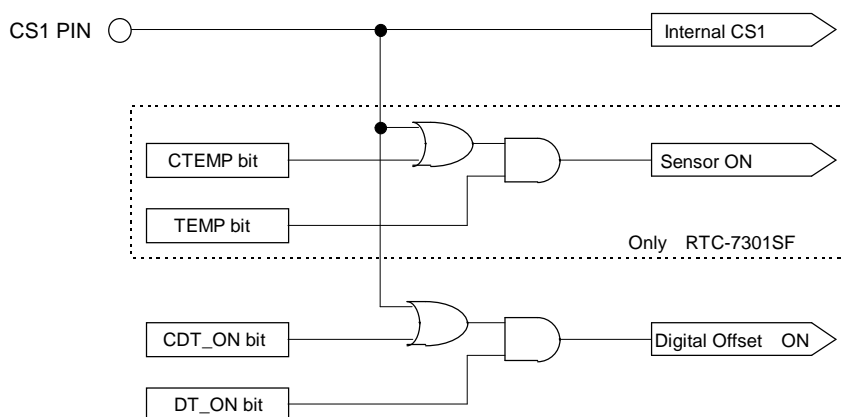 CS1 PIN
Internal CS1
CTEMP bit
Sensor ON
TEMP bit
Only RTC-7301SF
CDT_ON bit
Digital Offset ON
DT_ON bit